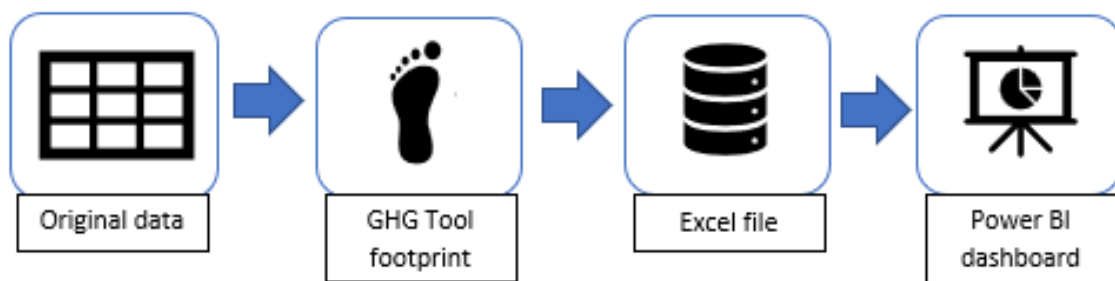 Original data
GHG Tool
footprint
Excel file
Power BI
dashboard